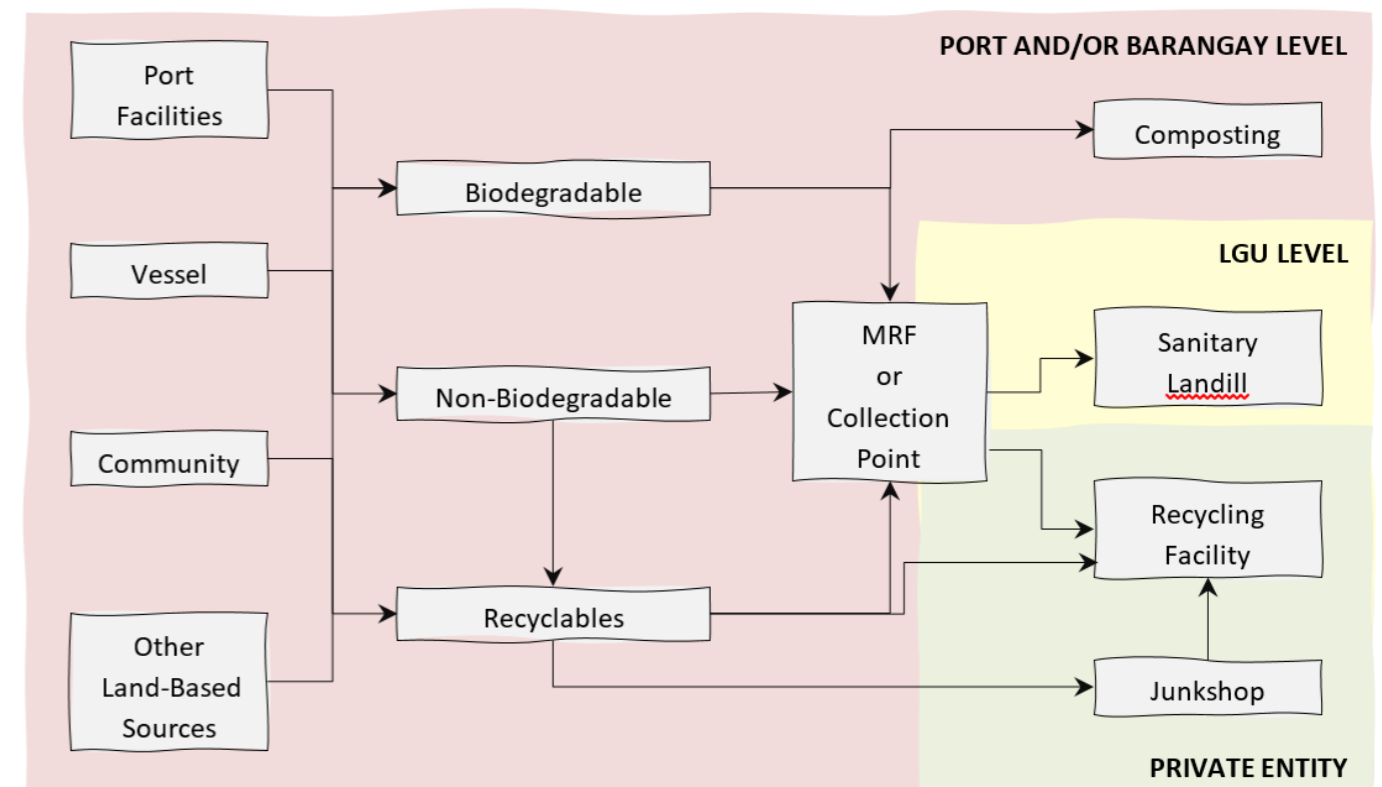 PORT AND/OR BARANGAY LEVEL
Port
Facilities
Composting
Biodegradable
Vessel
LGU LEVEL
MRF
or
Collection
Point
Sanitary
Landill
Non-Biodegradable
Community
Recycling
Facility
Recyclables
Other
Land-Based
Sources
Junkshop
PRIVATE ENTITY